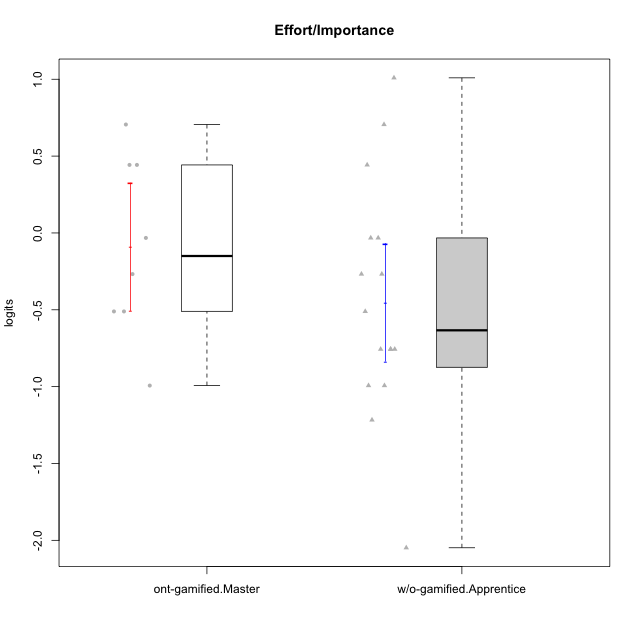 Effort/Importance
logits
1.0
0.5
0.0
-0.5
-1.0
-1.5
-2.0
ont-gamified.Master
w/o-gamified.Apprentice